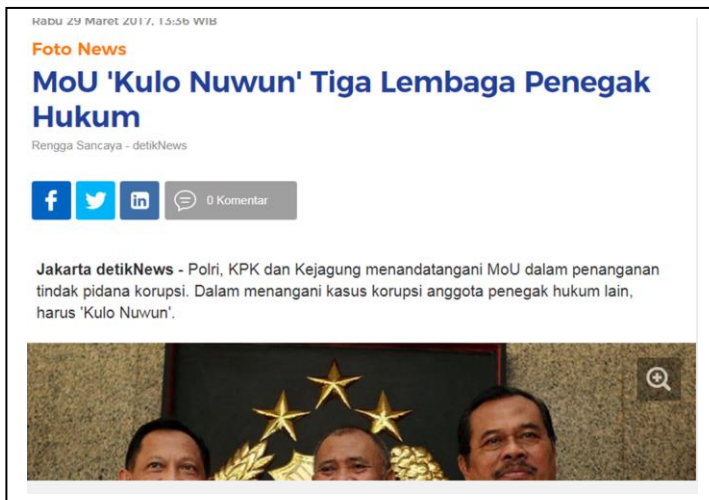 Rabu 29 Maret 2017, 13:36 WIB
Foto News
MoU 'Kulo Nuwun' Tiga Lembaga Penegak
Hukum
Rengga Sancaya - detikNews
f in 0 Komentar
Jakarta detikNews - Polri, KPK dan Kejagung menandatangani MoU dalam penanganan
tindak pidana korupsi. Dalam menangani kasus korupsi anggota penegak hukum lain,
harus 'Kulo Nuwun'.